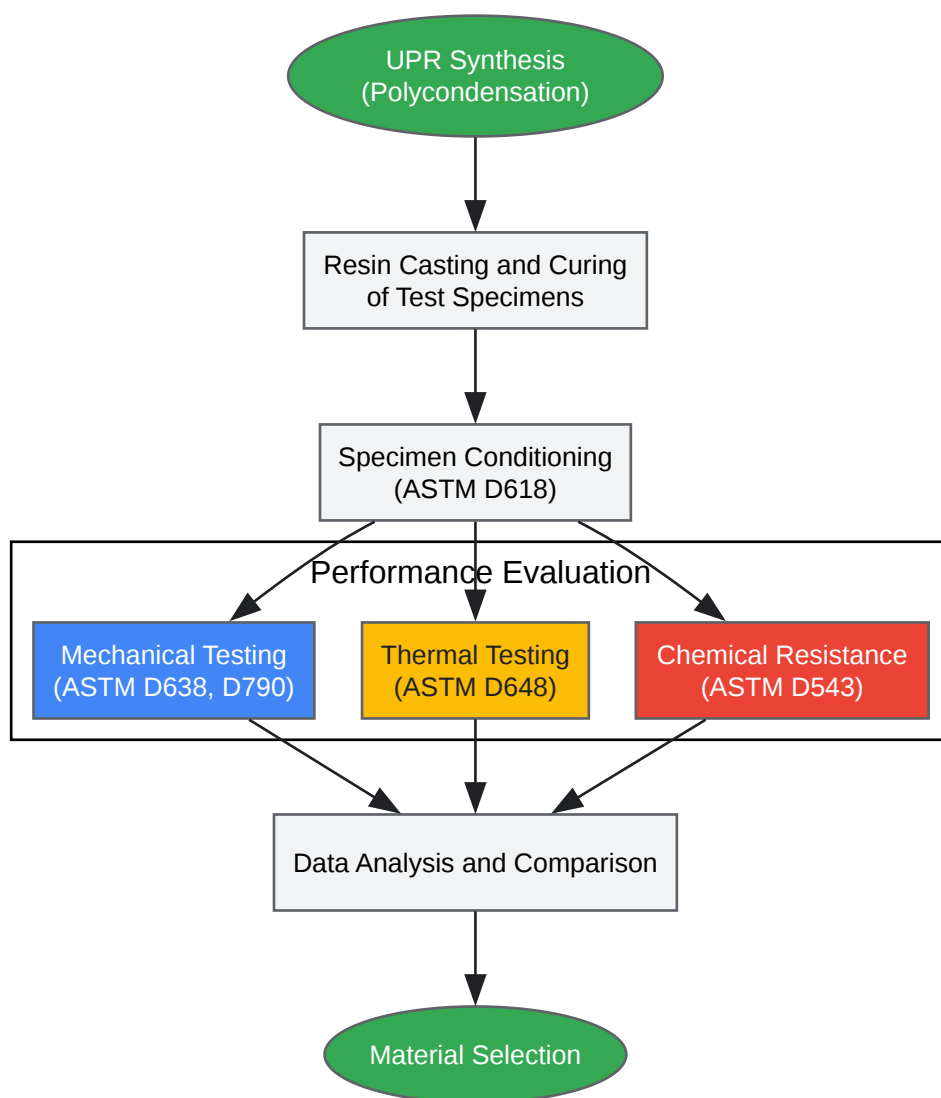 UPR Synthesis
(Polycondensation)
Resin Casting and Curing
of Test Specimens
Specimen Conditioning
(ASTM D618)
Performance Evaluation
Mechanical Testing
(ASTM D638, D790)
Thermal Testing
(ASTM D648)
Chemical Resistance
(ASTM D543)
Data Analysis and Comparison
Material Selection